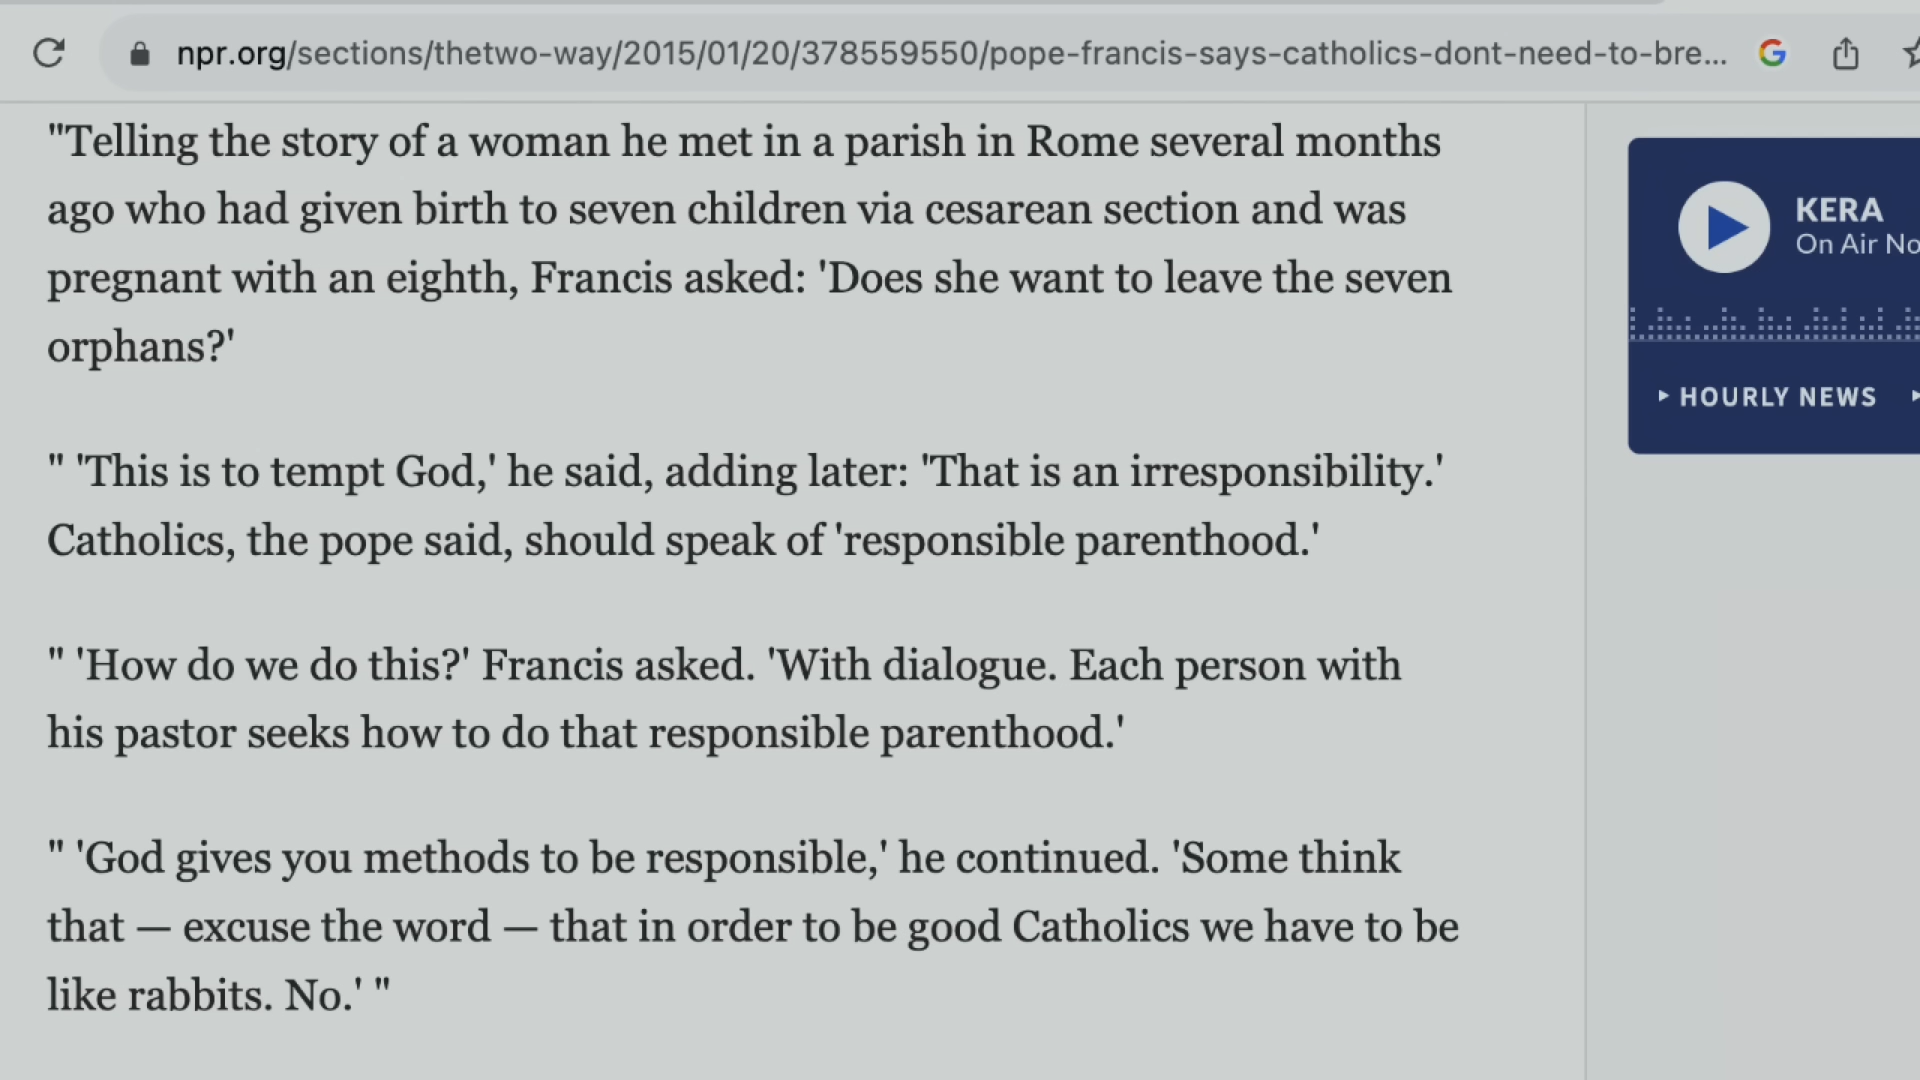 npr.org/sections/thetwo-way/2015/01/20/378559550/pope-francis-says-catholics-dont-need-to-bre...
"Telling the story of a woman he met in a parish in Rome several months
ago who had given birth to seven children via cesarean section and was
pregnant with an eighth, Francis asked: 'Does she want to leave the seven
orphans?'
" 'This is to tempt God,' he said, adding later: 'That is an irresponsibility.'
Catholics, the pope said, should speak of 'responsible parenthood.'
" 'How do we do this?' Francis asked. 'With dialogue. Each person with
his pastor seeks how to do that responsible parenthood.'
" 'God gives you methods to be responsible,' he continued. 'Some think
that — excuse the word — that in order to be good Catholics we have to be
like rabbits. No.' "
KERA
On Air No
HOURLY NEWS